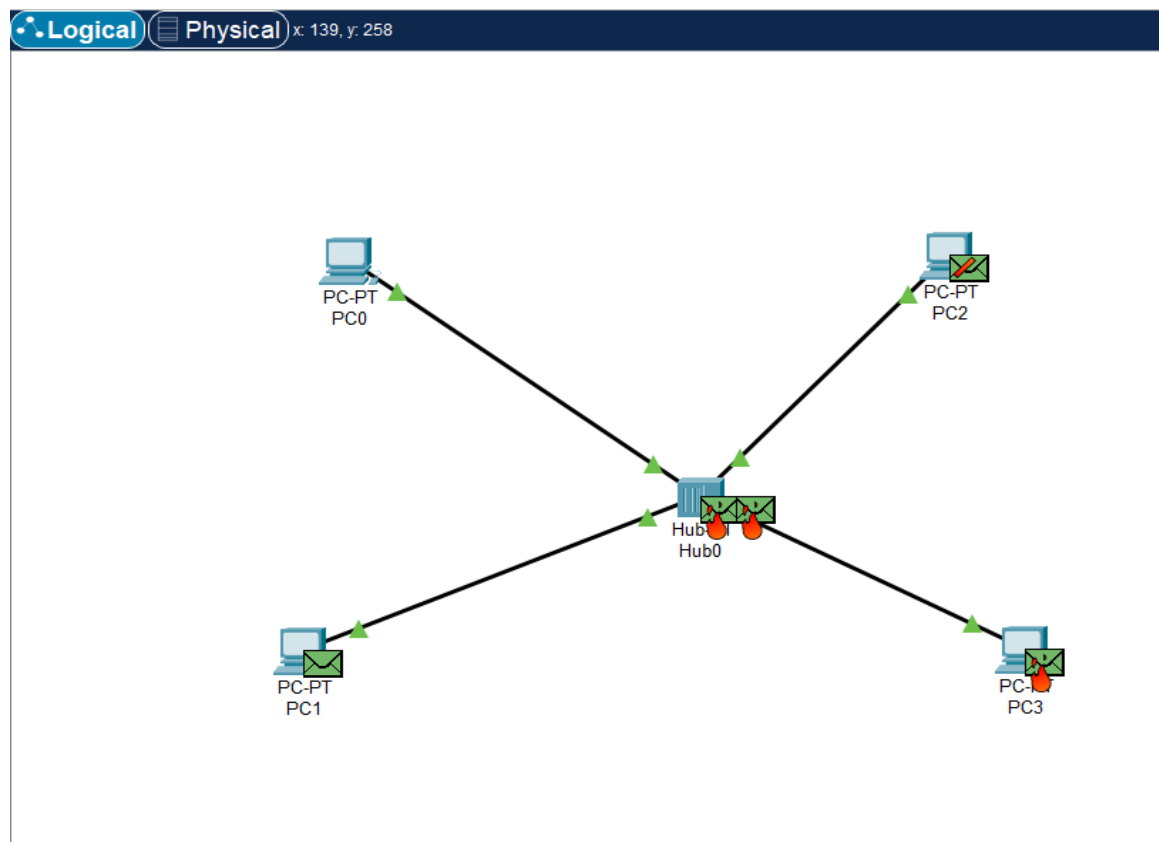 Logical Physical x: 139, y: 258
PC-PT
PC0
PC-PT
PC2
Hub0
PC-PT
PC1
PC3